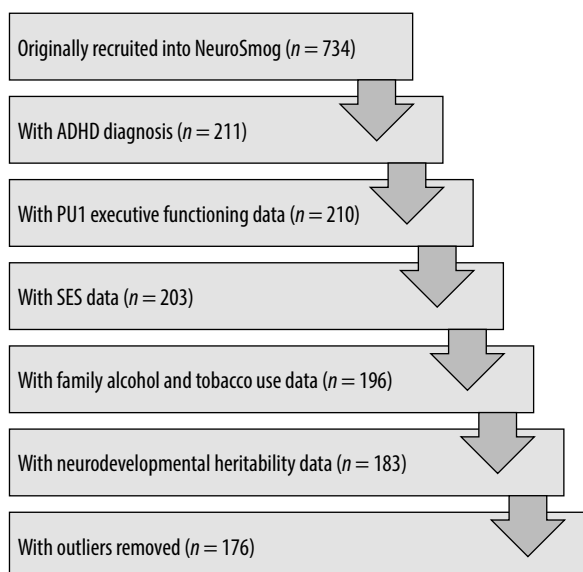 Originally recruited into NeuroSmog (n = 734)
With ADHD diagnosis (n = 211)
With PU1 executive functioning data (n = 210)
With SES data (n = 203)
With family alcohol and tobacco use data (n = 196)
With neurodevelopmental heritability data (n = 183)
With outliers removed (n = 176)